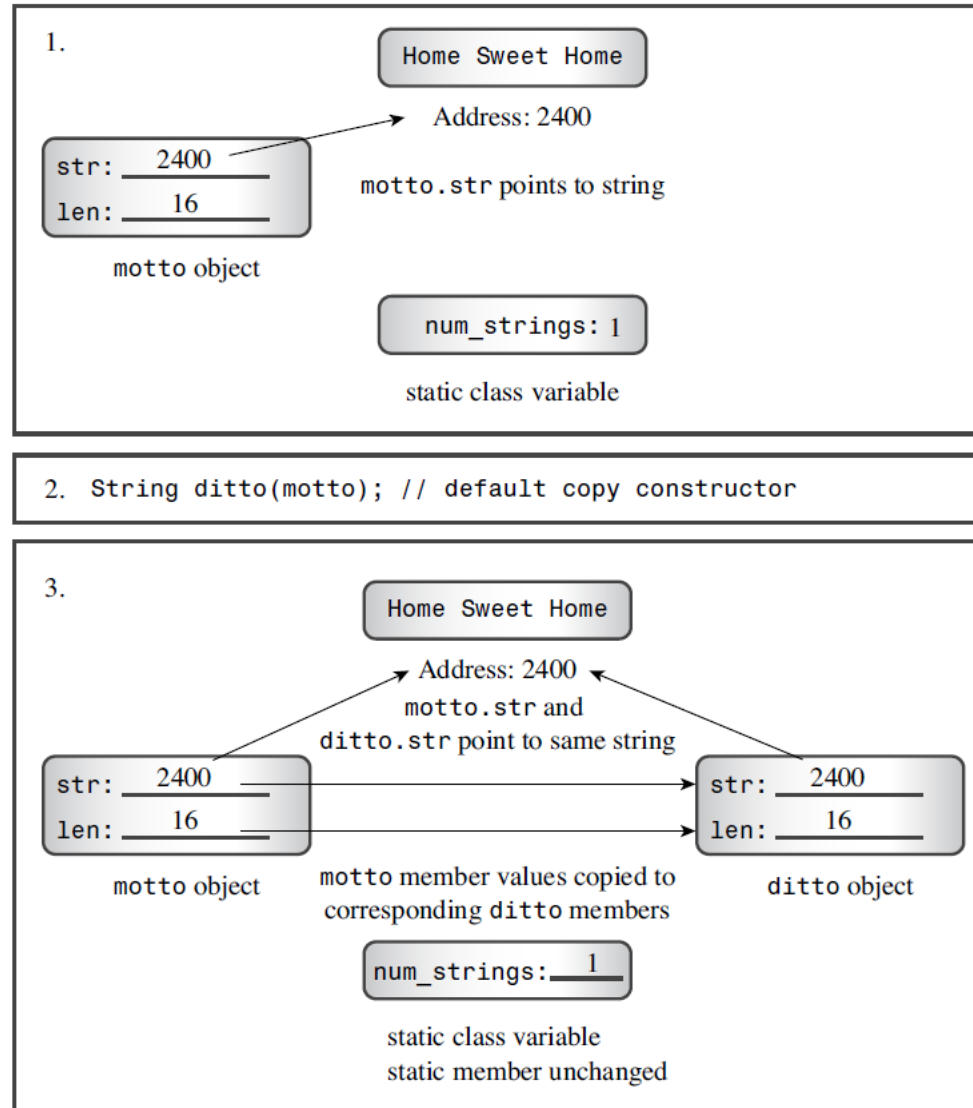 1.
Home Sweet Home
Address: 2400
str: 2400
motto.str points to string
len: 16
motto object
num_strings: 1
static class variable
2. String ditto(motto); // default copy constructor
3.
Home Sweet Home
Address: 2400
motto.str and
ditto.str point to same string
str: 2400
len: 16
motto object
str: 2400
len: 16
ditto object
motto member values copied to
corresponding ditto members
num_strings: 1
static class variable
static member unchanged